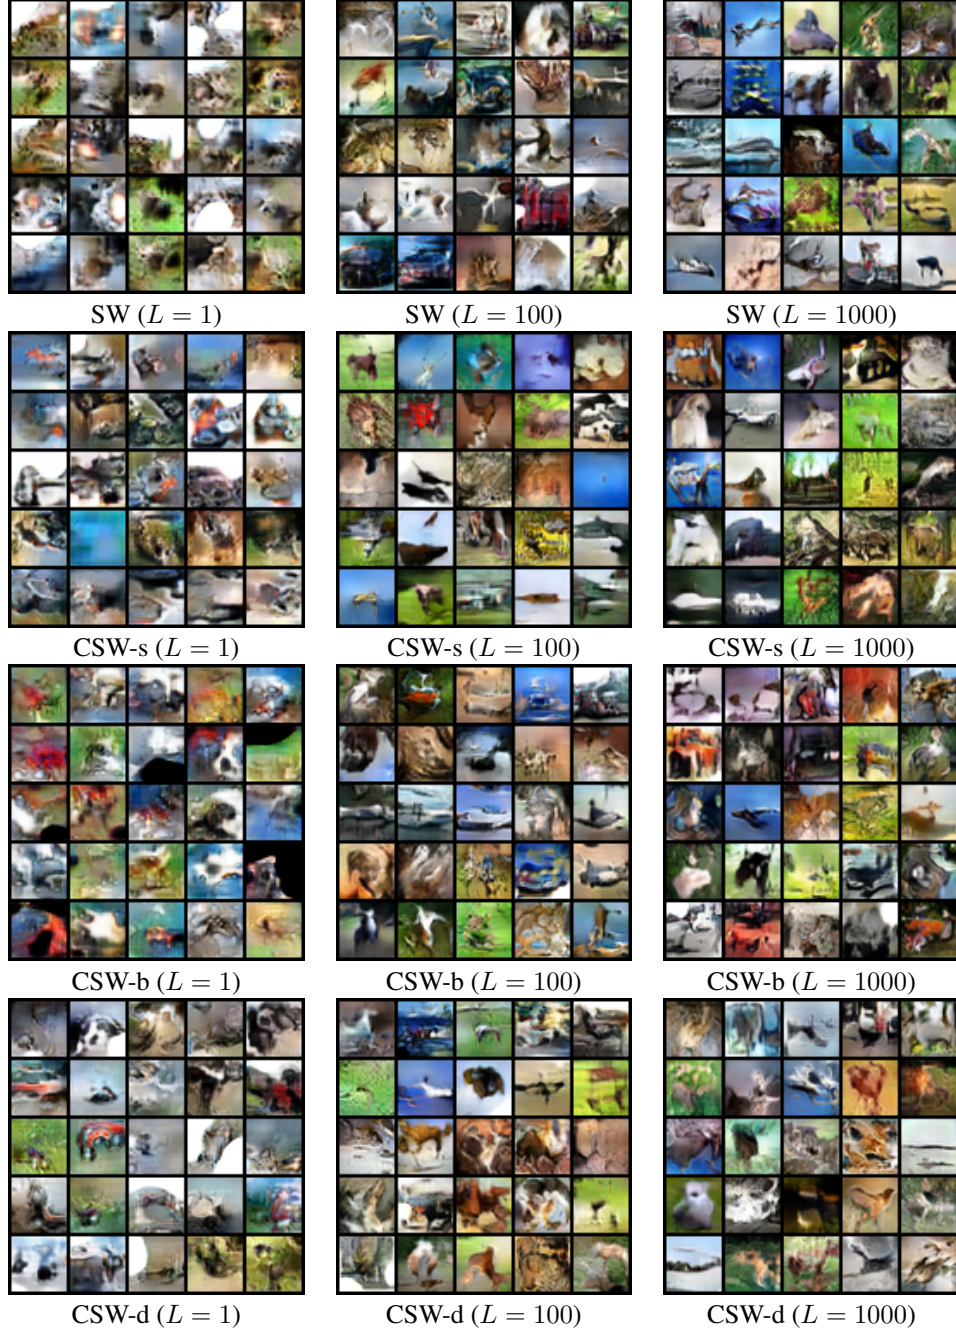 SW (L = 1) SW (L = 100) SW (L = 1000)
CSW-s (L = 1) CSW-s (L = 100) CSW-s (L = 1000)
CSW-b (L = 1) CSW-b (L = 100) CSW-b (L = 1000)
CSW-d (L = 1) CSW-d (L = 100) CSW-d (L = 1000)